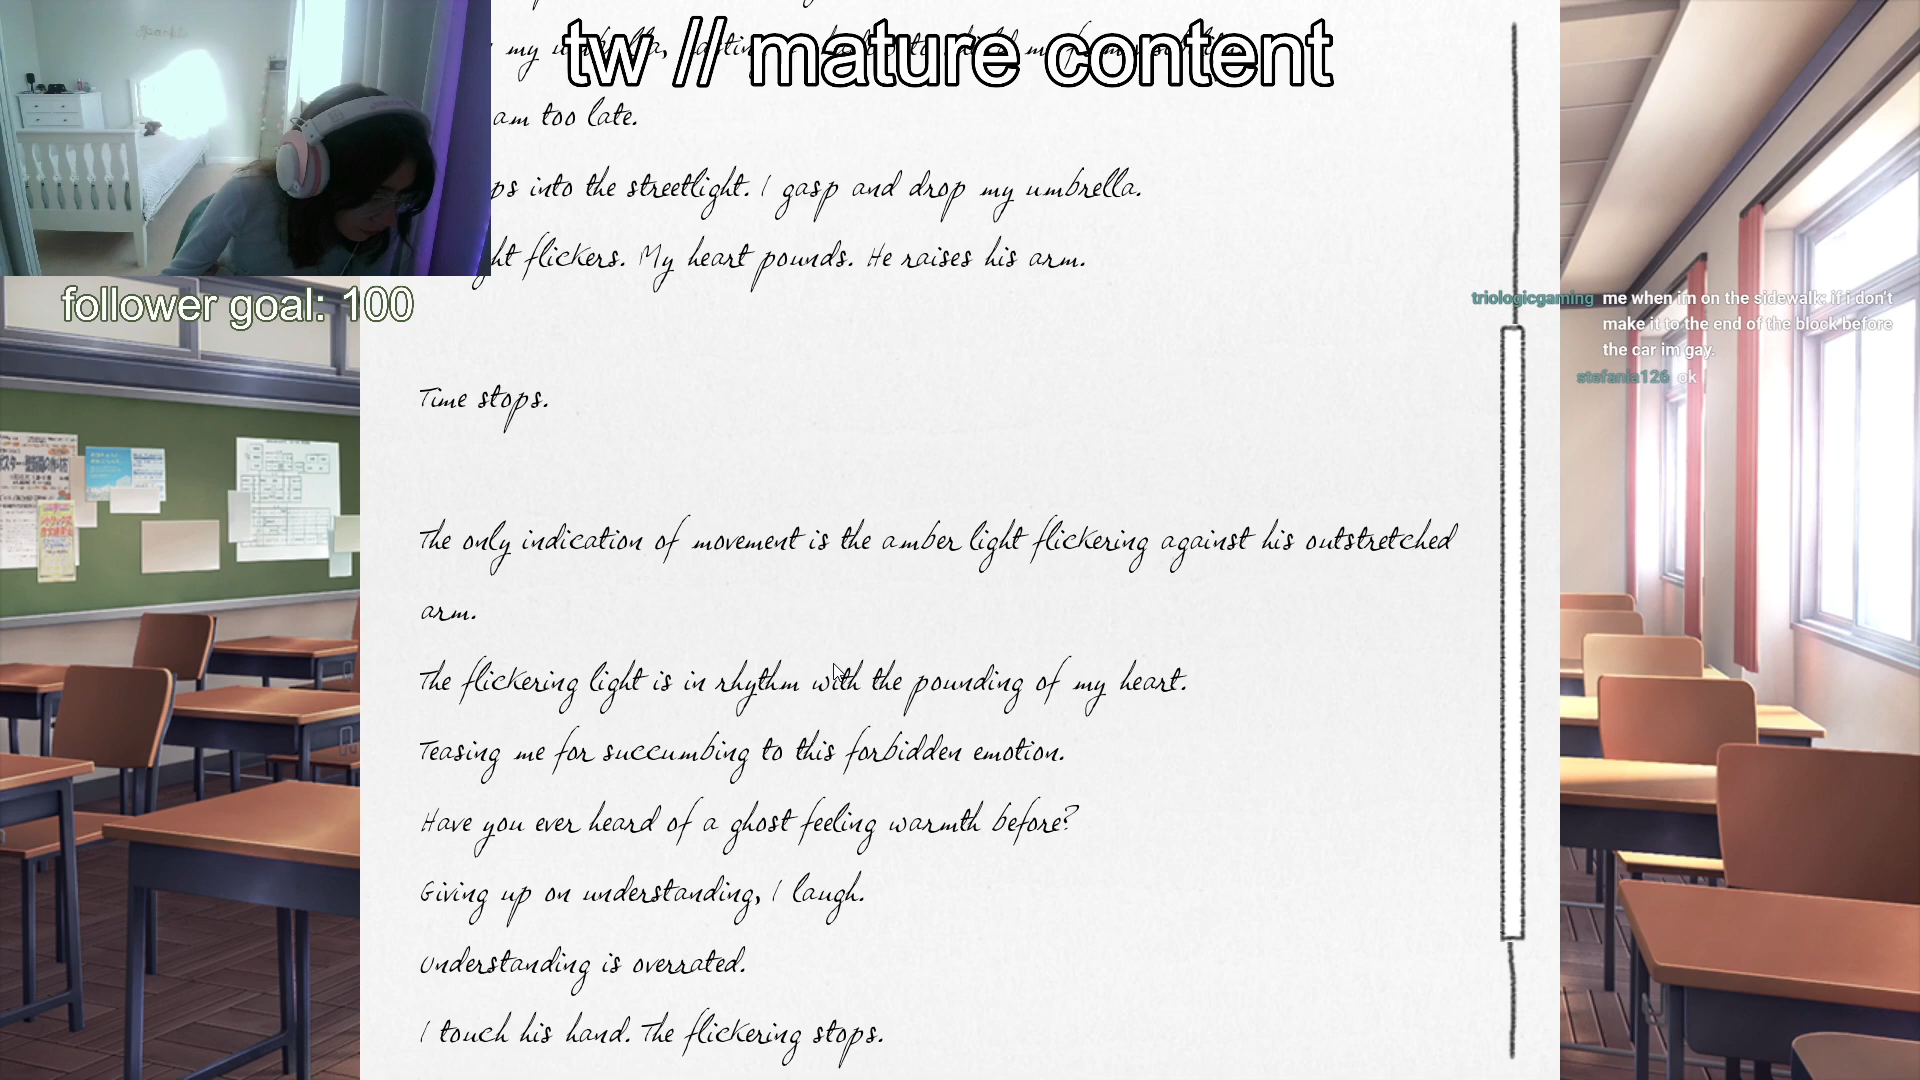 tw // mature content
am too late.
ps into the streetlight. I gasp and drop my umbrella.
ht flickers. My heart pounds. He raises his arm.
follower goal: 100
triologicgaming me when im on the sidewalk: if i don't
make it to the end of the block before
the car im gay.
stefania126 ok
Time stops.
The only indication of movement is the amber light flickering against his outstretched
arm.
The flickering light is in rhythm with the pounding of my heart.
Teasing me for succumbing to this forbidden emotion.
Have you ever heard of a ghost feeling warmth before?
Giving up on understanding, I laugh.
Understanding is overrated.
I touch his hand. The flickering stops.